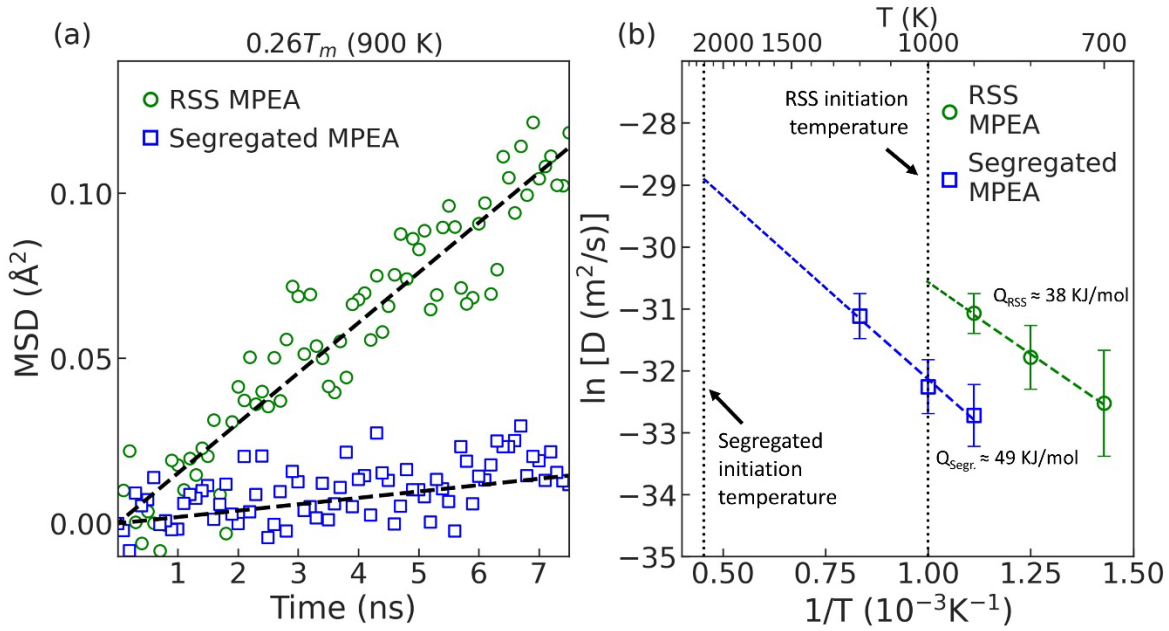 (a)
0.26Tm (900 K)
RSS MPEA
Segregated MPEA
MSD (Å²)
0.10
0.05
0.00
1 2 3 4 5 6 7
Time (ns)
(b)
T (K)
2000 1500 1000 700
RSS initiation
temperature
RSS
MPEA
Segregated
MPEA
ln [D (m²/s)]
−28
−29
−30
−31
−32
−33
−34
−35
QRSS ≈ 38 KJ/mol
QSegr. ≈ 49 KJ/mol
Segregated
initiation
temperature
0.50 0.75 1.00 1.25 1.50
1/T (10⁻³K⁻¹)